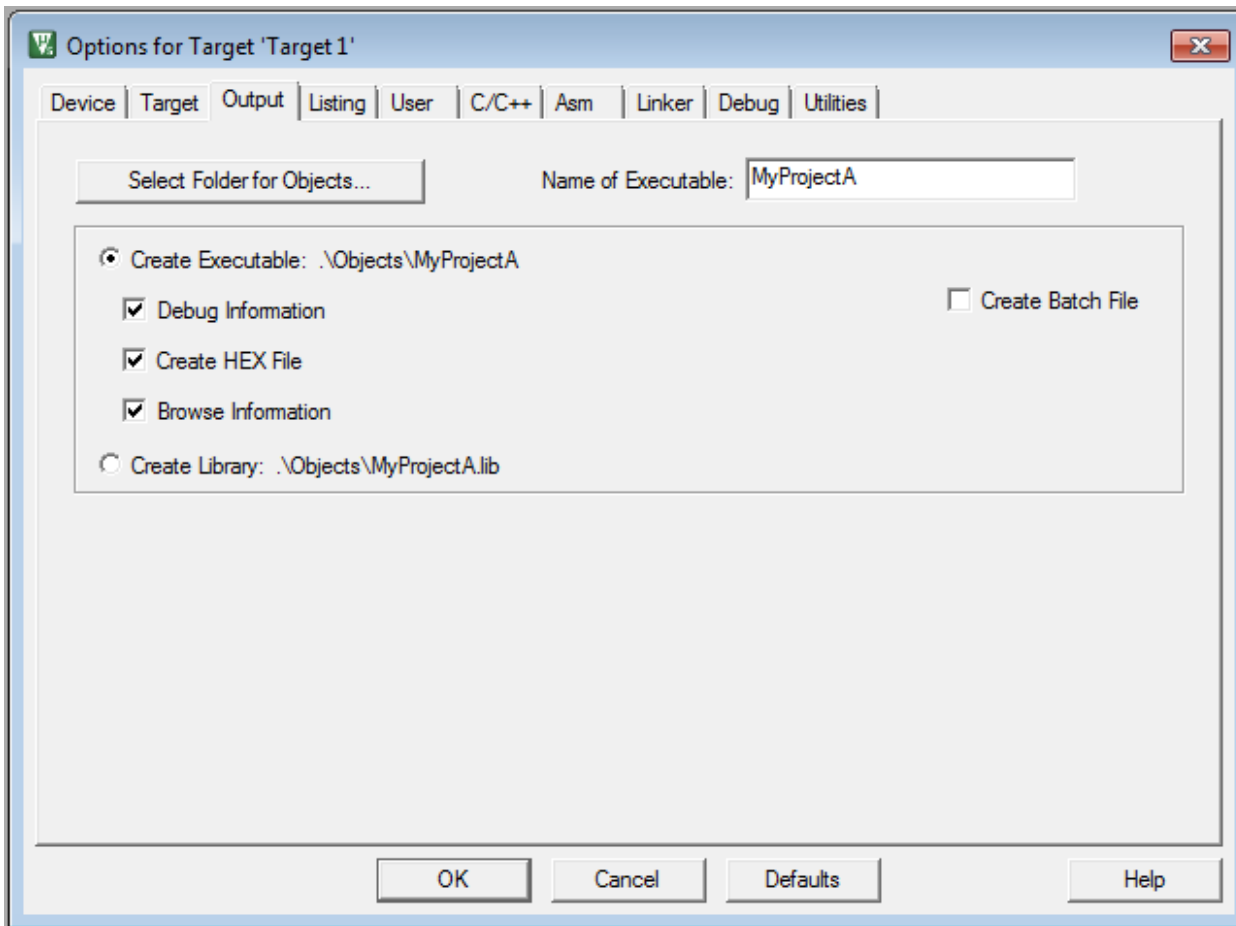 Options for Target 'Target 1'
Device Target Output Listing User C/C++ Asm Linker Debug Utilities
Select Folder for Objects... Name of Executable: MyProjectA
Create Executable: .\Objects\MyProjectA
Debug Information
Create Batch File
Create HEX File
Browse Information
Create Library: .\Objects\MyProjectA.lib
OK Cancel Defaults Help